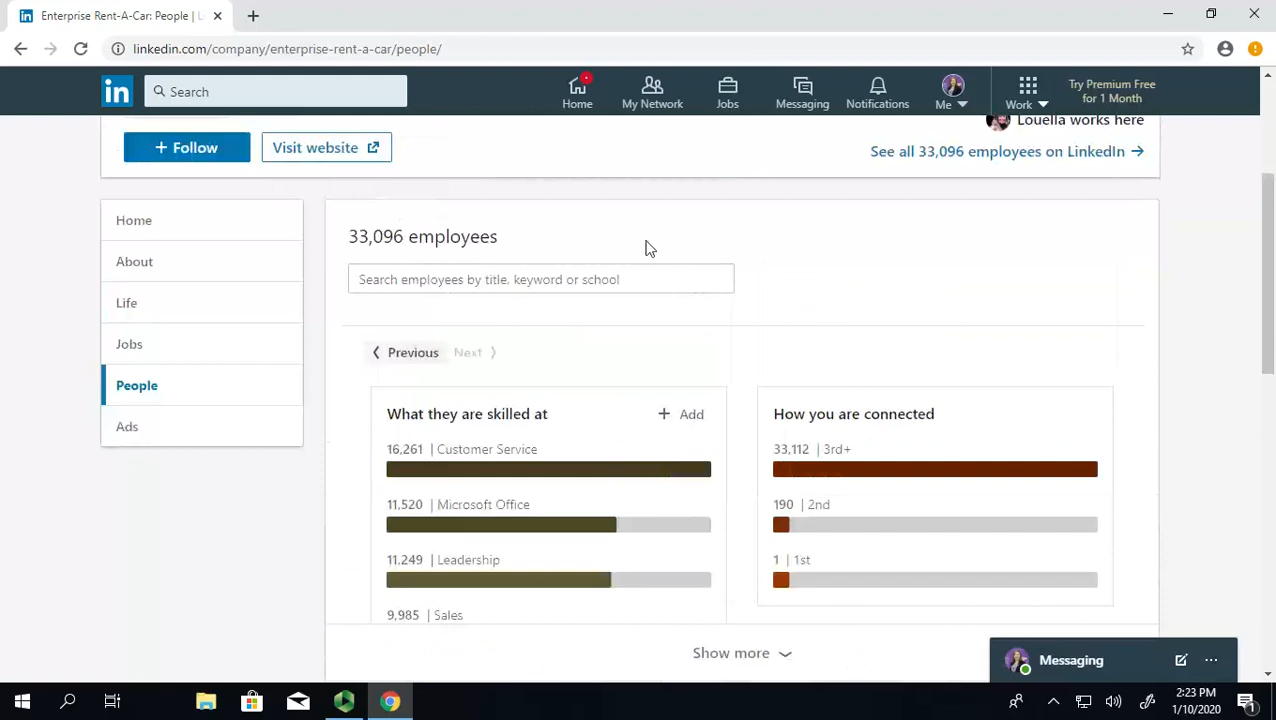 Enterprise Rent-A-Car: People |
linkedin.com/company/enterprise-rent-a-car/people/
in
Search
Home
My Network
Jobs
Messaging
Notifications
Me
Work
Try Premium Free
for 1 Month
+ Follow
Visit website
Louella works here
See all 33,096 employees on LinkedIn →
Home
About
Life
Jobs
People
Ads
33,096 employees
Search employees by title, keyword or school
Previous Next
What they are skilled at
+ Add
16,261 | Customer Service
11,520 | Microsoft Office
11,249 | Leadership
9,985 | Sales
How you are connected
33,112 | 3rd+
190 | 2nd
1 | 1st
Show more
Messaging
2:23 PM
1/10/2020
1